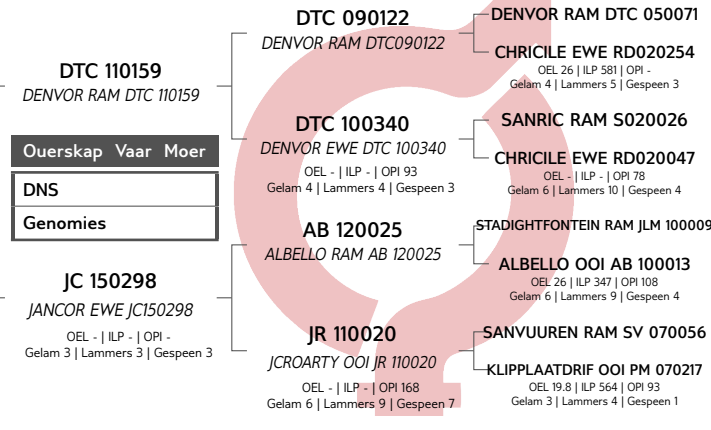 DTC 110159
DENVOR RAM DTC 110159
Ouerskap Vaar Moer
DNS
Genomies
JC 150298
JANCOR EWE JC150298
OEL - | ILP - | OPI -
Gelam 3 | Lammers 3 | Gespeen 3
DTC 090122
DENVOR RAM DTC090122
DTC 100340
DENVOR EWE DTC 100340
OEL - | ILP - | OPI 93
Gelam 4 | Lammers 4 | Gespeen 3
AB 120025
ALBELLO RAM AB 120025
JR 110020
JCROARTY OOI JR 110020
OEL - | ILP - | OPI 168
Gelam 6 | Lammers 9 | Gespeen 7
DENVOR RAM DTC 050071
CHRICILE EWE RD020254
OEL 26 | ILP 581 | OPI -
Gelam 4 | Lammers 5 | Gespeen 3
SANRIC RAM S020026
CHRICILE EWE RD020047
OEL - | ILP - | OPI 78
Gelam 6 | Lammers 10 | Gespeen 4
STADIGHTFONTEIN RAM JLM 100009
ALBELLO OOI AB 100013
OEL 26 | ILP 347 | OPI 108
Gelam 6 | Lammers 9 | Gespeen 4
SANVUUREN RAM SV 070056
KLIPPLAATDRIF OOI PM 070217
OEL 19.8 | ILP 564 | OPI 93
Gelam 3 | Lammers 4 | Gespeen 1